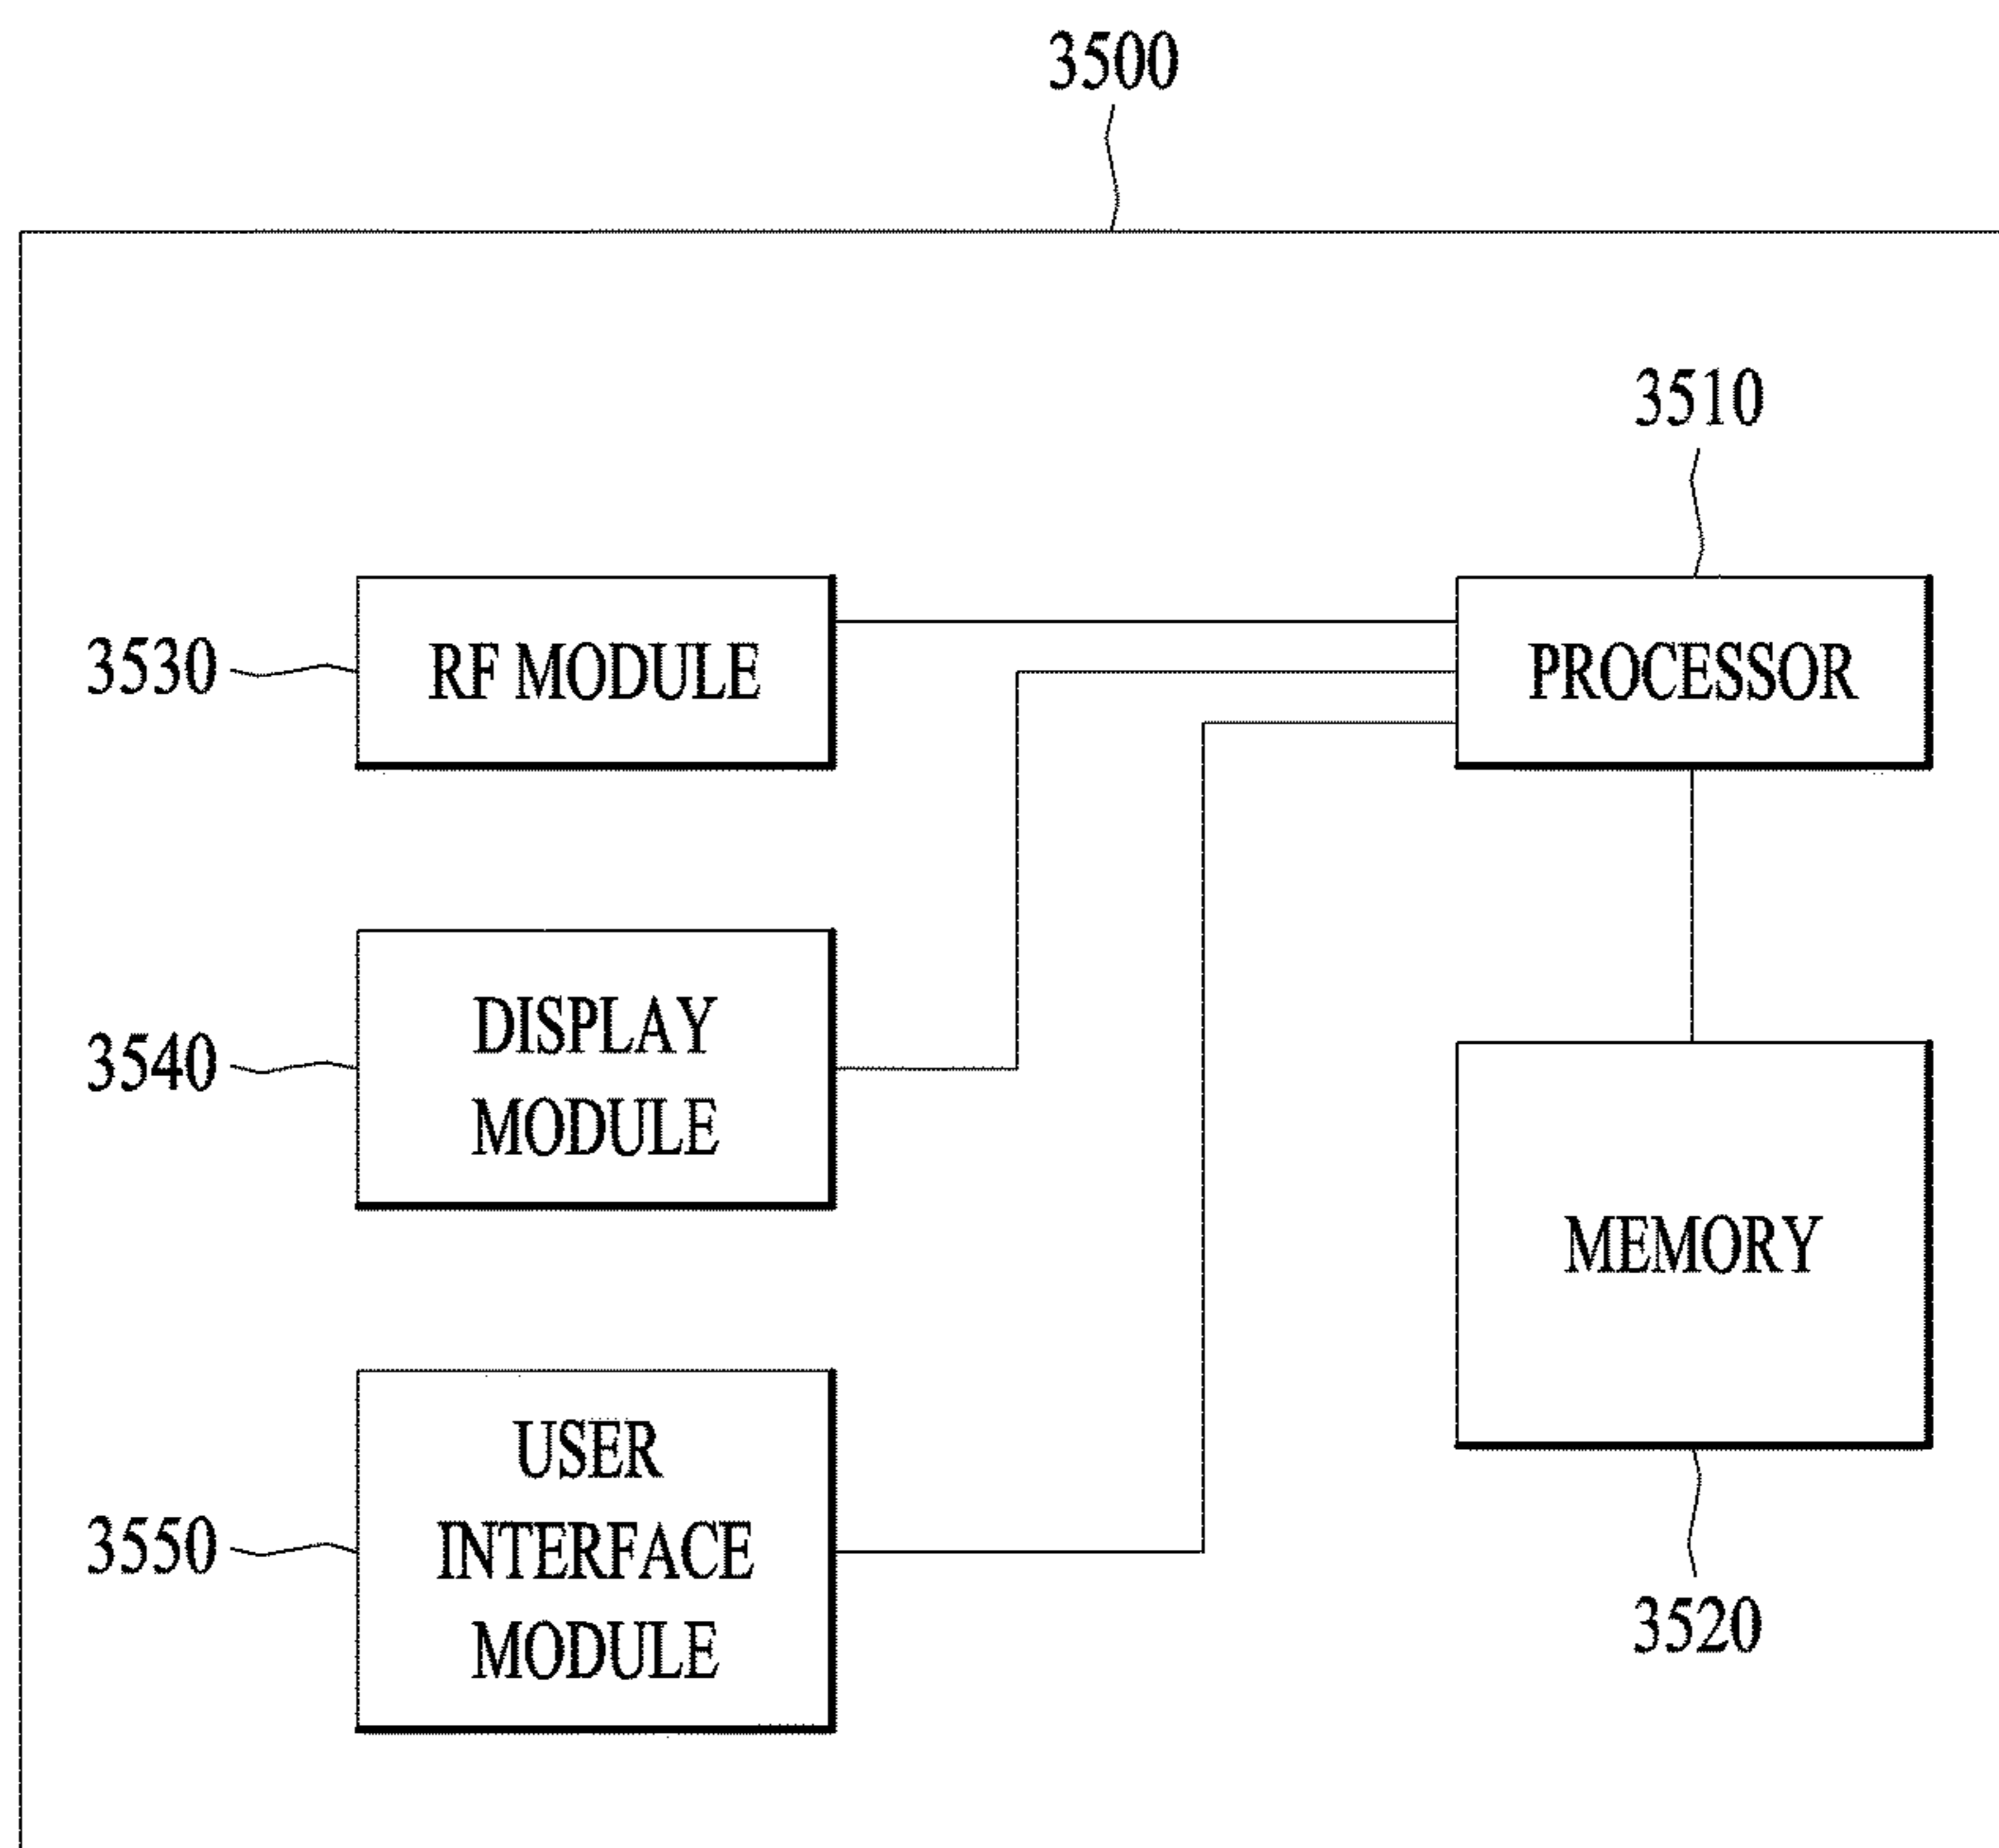 3500
3510
3530
RF MODULE
PROCESSOR
3540
DISPLAY
MODULE
MEMORY
3550
USER
INTERFACE
MODULE
3520